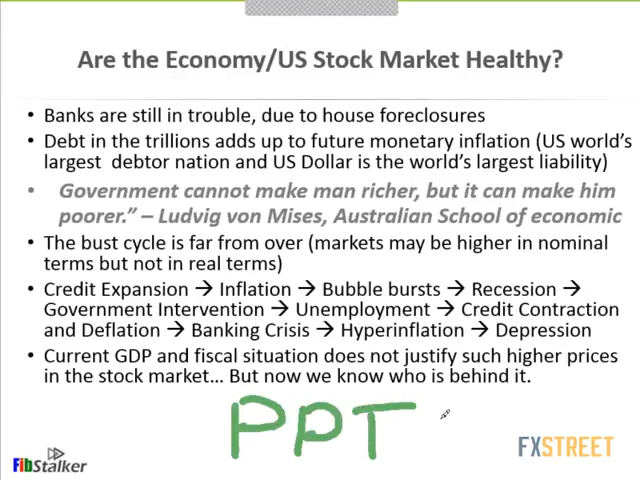 Are the Economy/US Stock Market Healthy?
• Banks are still in trouble, due to house foreclosures
• Debt in the trillions adds up to future monetary inflation (US world's
largest debtor nation and US Dollar is the world's largest liability)
• Government cannot make man richer, but it can make him
poorer.” – Ludvig von Mises, Australian School of economic
• The bust cycle is far from over (markets may be higher in nominal
terms but not in real terms)
• Credit Expansion → Inflation → Bubble bursts → Recession →
Government Intervention → Unemployment → Credit Contraction
and Deflation → Banking Crisis → Hyperinflation → Depression
• Current GDP and fiscal situation does not justify such higher prices
in the stock market... But now we know who is behind it.
PPT
FibStalker
FXSTREET